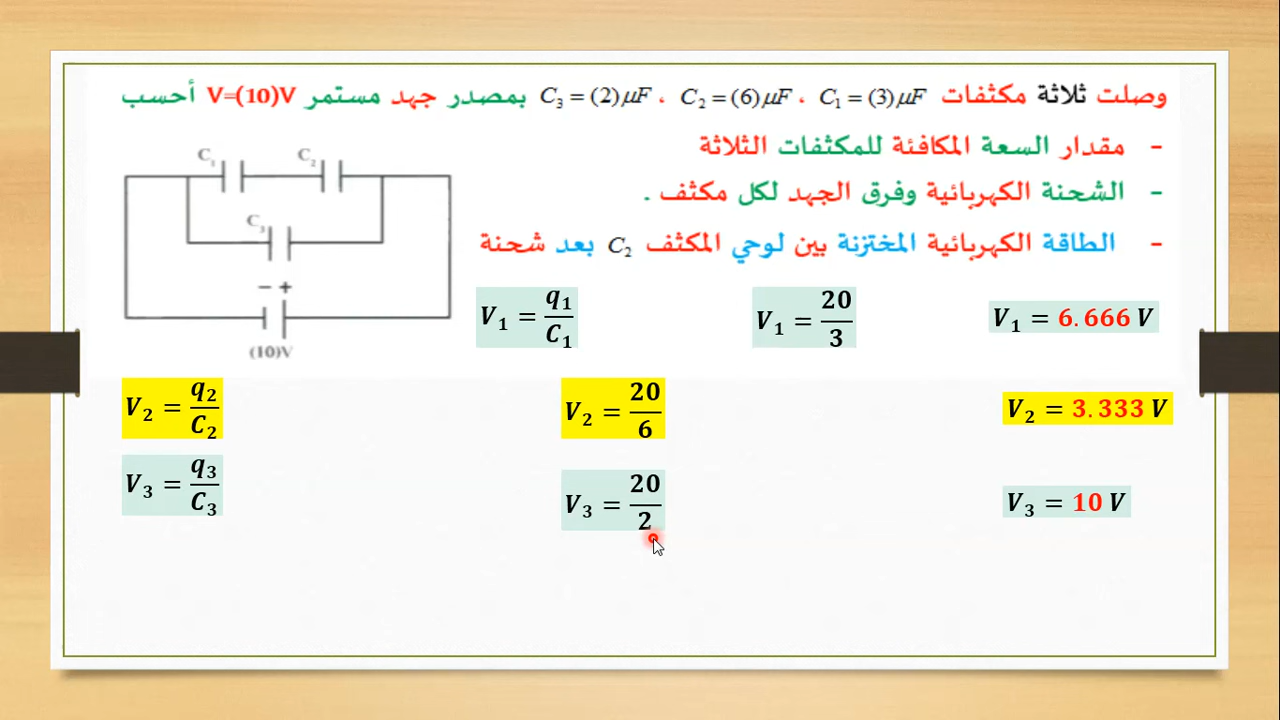 وصلت ثلاثة مكثفات C₁ = (3)μF ، C₂ = (6)μF ، C₃ = (2)μF بمصدر جهد مستمر V=(10)V أحسب
- مقدار السعة المكافئة للمكثفات الثلاثة
- الشحنة الكهربائية وفرق الجهد لكل مكثف .
- الطاقة الكهربائية المختزنة بين لوحي المكثف C₂ بعد شحنة
C₁ C₂
C₃
− +
(10)V
V₁ = q₁/C₁ V₁ = 20/3 V₁ = 6.666 V
V₂ = q₂/C₂ V₂ = 20/6 V₂ = 3.333 V
V₃ = q₃/C₃ V₃ = 20/2 V₃ = 10 V